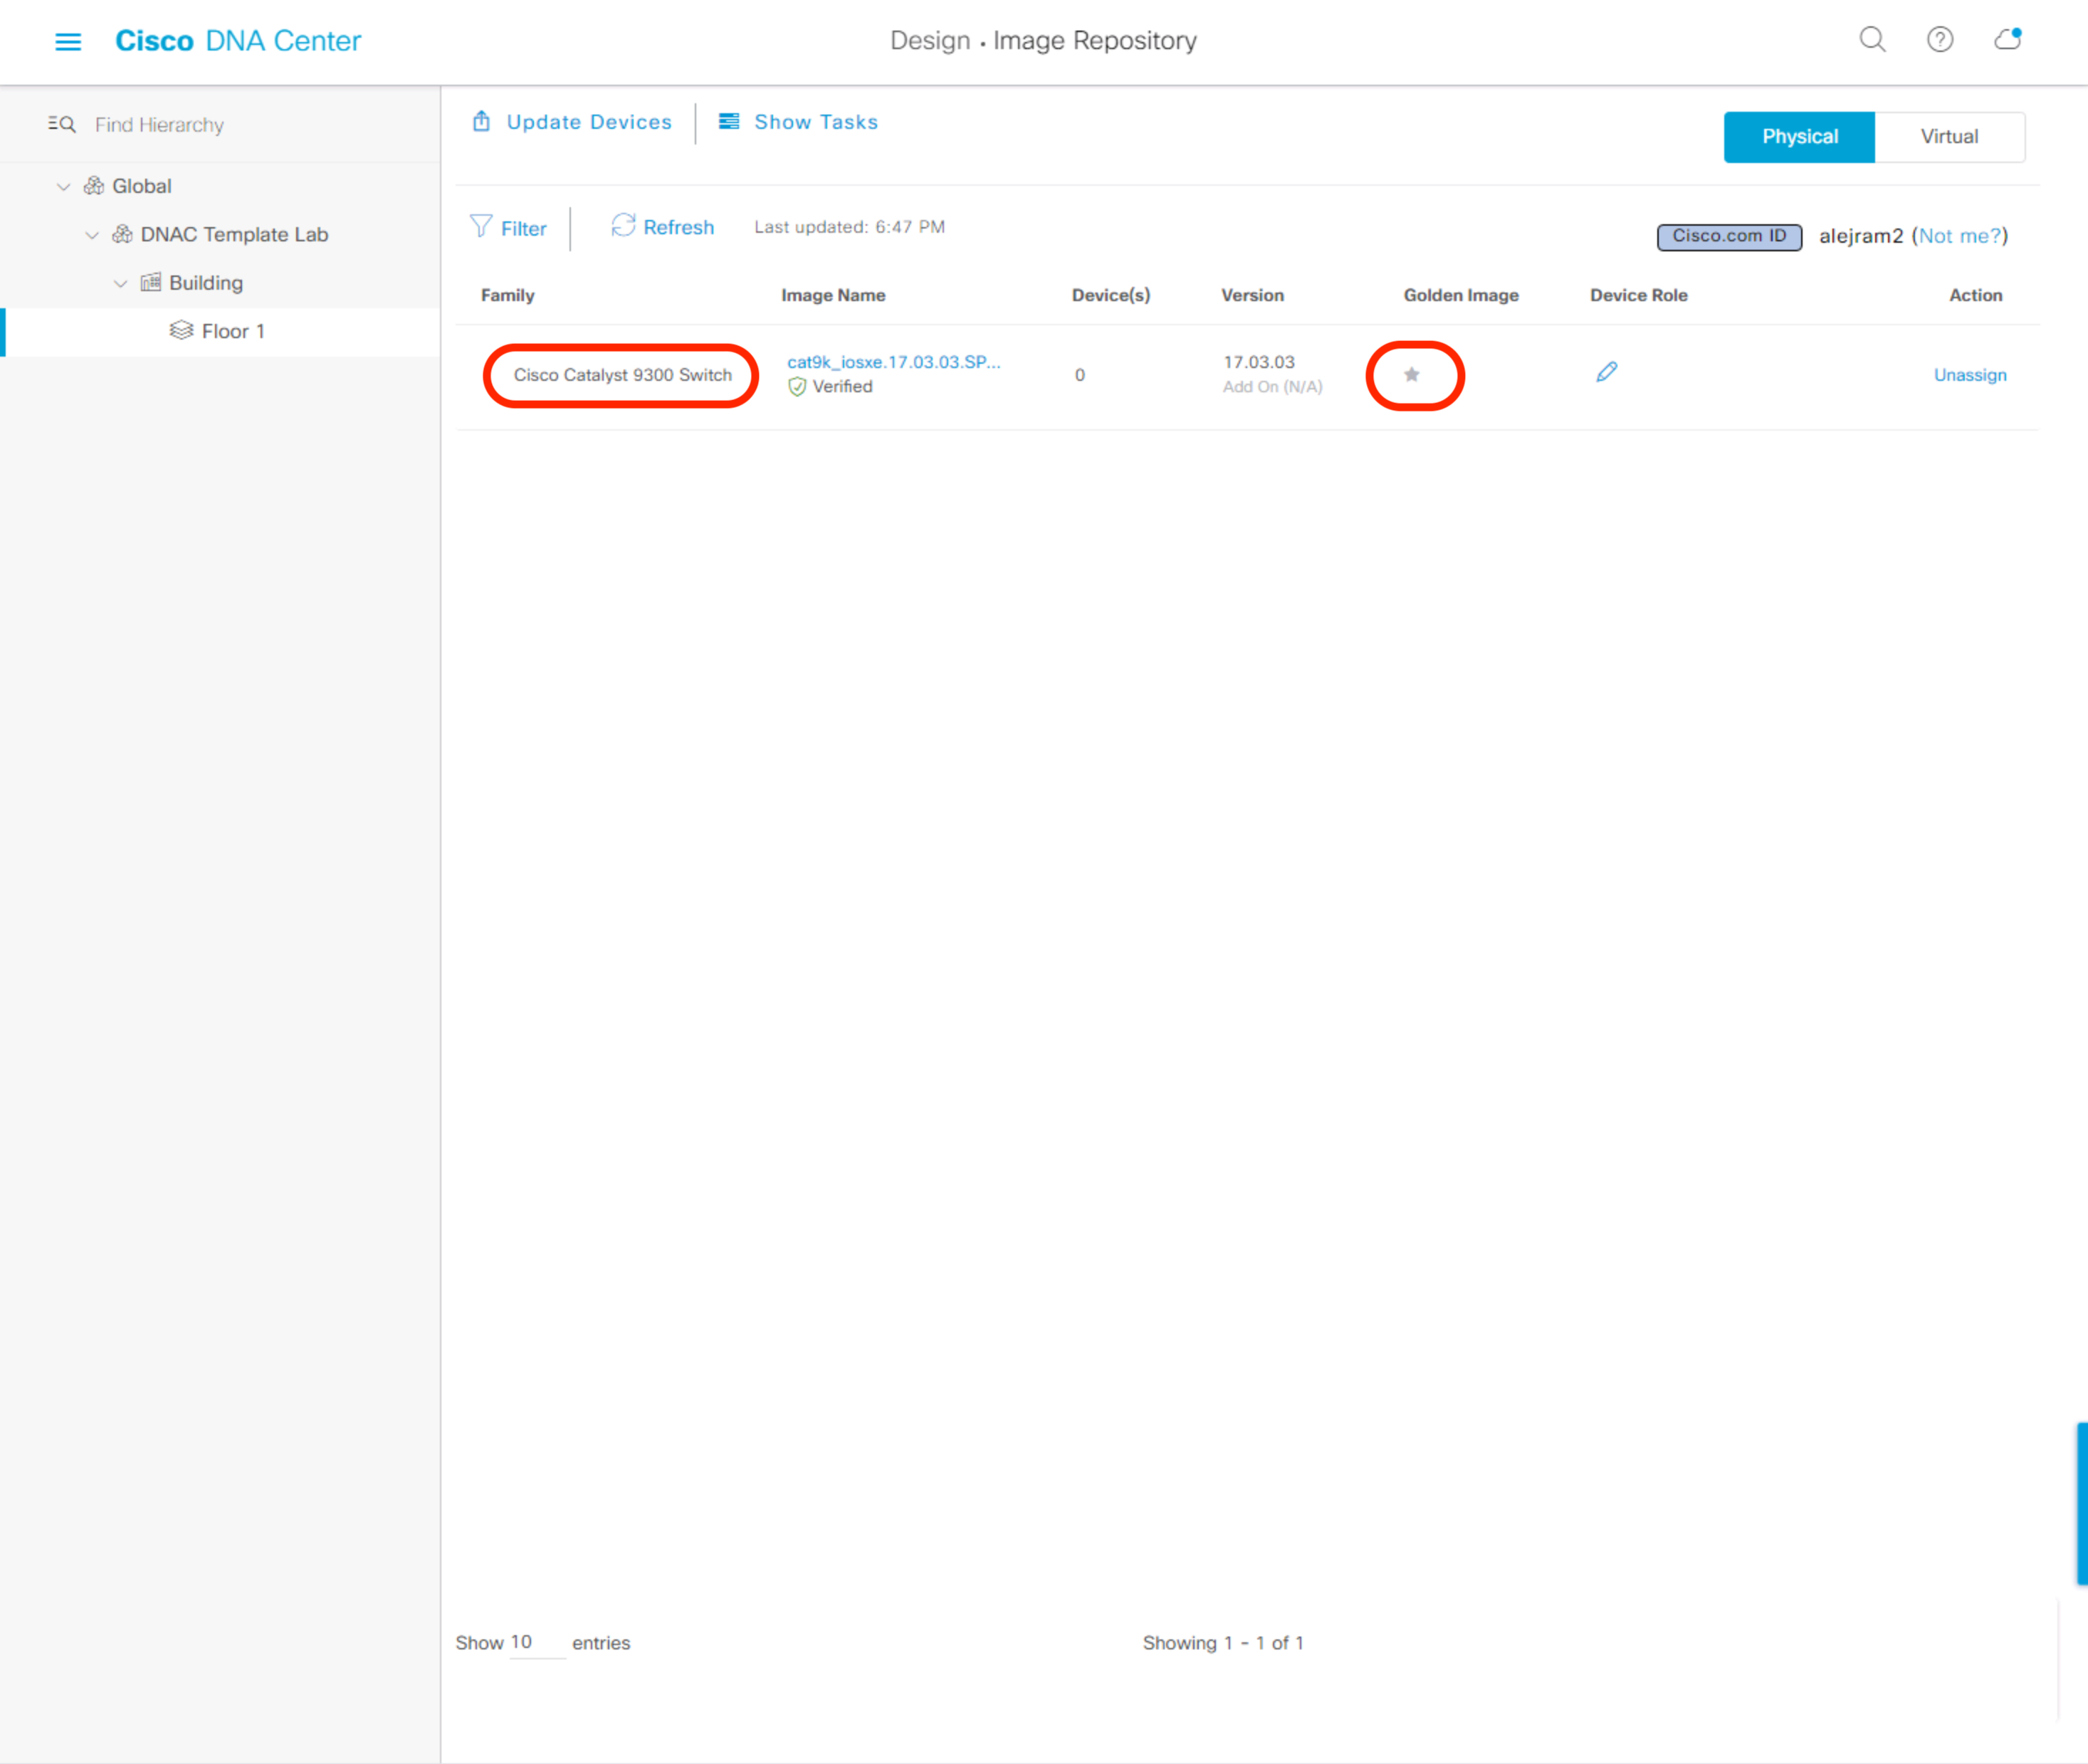 Cisco DNA Center
Design • Image Repository
Find Hierarchy
Global
DNAC Template Lab
Building
Floor 1
Update Devices
Show Tasks
Physical
Virtual
Filter
Refresh
Last updated: 6:47 PM
Cisco.com ID alejram2 (Not me?)
Family Image Name Device(s) Version Golden Image Device Role Action
Cisco Catalyst 9300 Switch
cat9k_iosxe.17.03.03.SP...
Verified
0
17.03.03
Add On (N/A)
Unassign
Show 10 entries
Showing 1 - 1 of 1